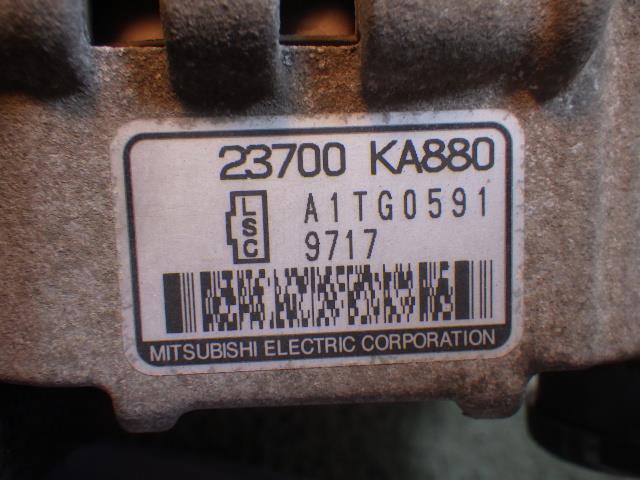 23700 KA880
LSC A1TG0591
9717
MITSUBISHI ELECTRIC CORPORATION